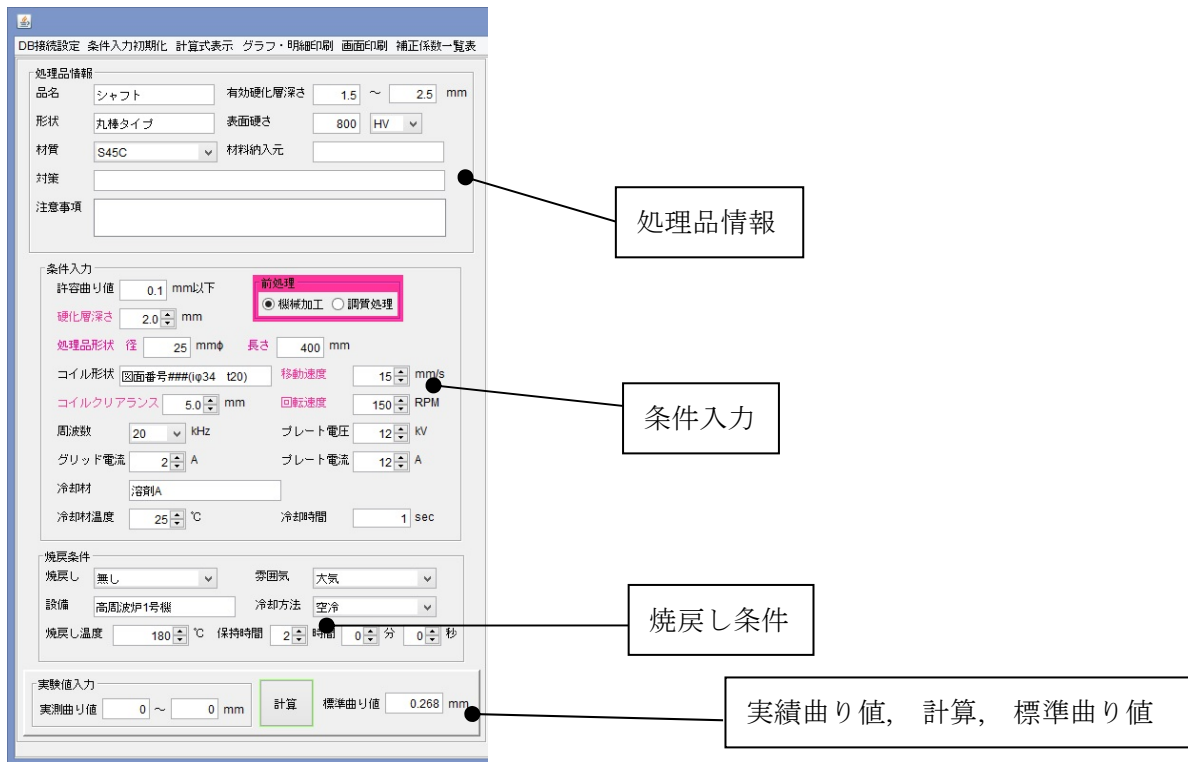 DB接続設定 条件入力初期化 計算式表示 グラフ・明細印刷 画面印刷 補正係数一覧表
処理品情報
品名 シャフト 有効硬化層深さ 1.5 ～ 2.5 mm
形状 丸棒タイプ 表面硬さ 800 HV
材質 S45C 材料納入元
対策
注意事項
処理品情報
条件入力
許容曲り値 0.1 mm以下 前処理
機械加工 調質処理
硬化層深さ 2.0 mm
処理品形状 径 25 mmφ 長さ 400 mm
コイル形状 図面番号###(iφ34 t20) 移動速度 15 mm/s
コイルクリアランス 5.0 mm 回転速度 150 RPM
条件入力
周波数 20 kHz プレート電圧 12 kV
グリッド電流 2 A プレート電流 12 A
冷却材 溶剤A
冷却材温度 25 ℃ 冷却時間 1 sec
焼戻条件
焼戻し 無し 雰囲気 大気
設備 高周波炉1号機 冷却方法 空冷
焼戻し温度 180 ℃ 保持時間 2 時間 0 分 0 秒
焼戻し条件
実験値入力
実測曲り値 0 ～ 0 mm 計算 標準曲り値 0.268 mm
実績曲り値, 計算, 標準曲り値